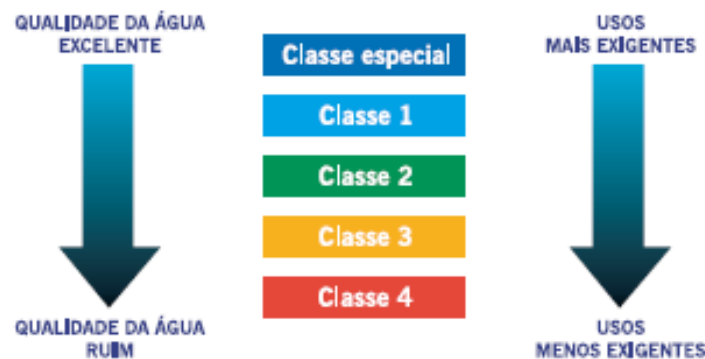 QUALIDADE DA ÁGUA
EXCELENTE
USOS
MAIS EXIGENTES
Classe especial
Classe 1
Classe 2
Classe 3
Classe 4
QUALIDADE DA ÁGUA
RUIM
USOS
MENOS EXIGENTES